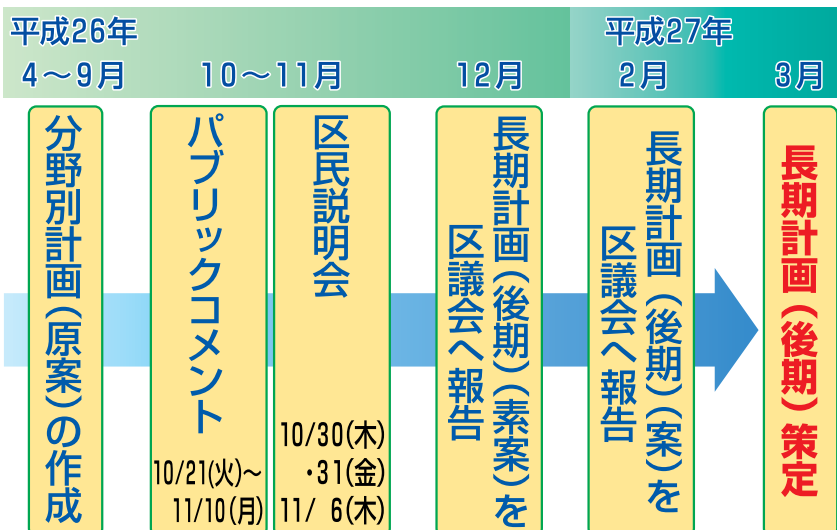 平成26年
平成27年
4～9月
10～11月
12月
2月
3月
分野別計画（原案）の作成
パブリックコメント
10/21(火)～
11/10(月)
区民説明会
10/30(木)
・31(金)
11/ 6(木)
長期計画（後期）（素案）を
区議会へ報告
長期計画（後期）（案）を
区議会へ報告
長期計画（後期）策定